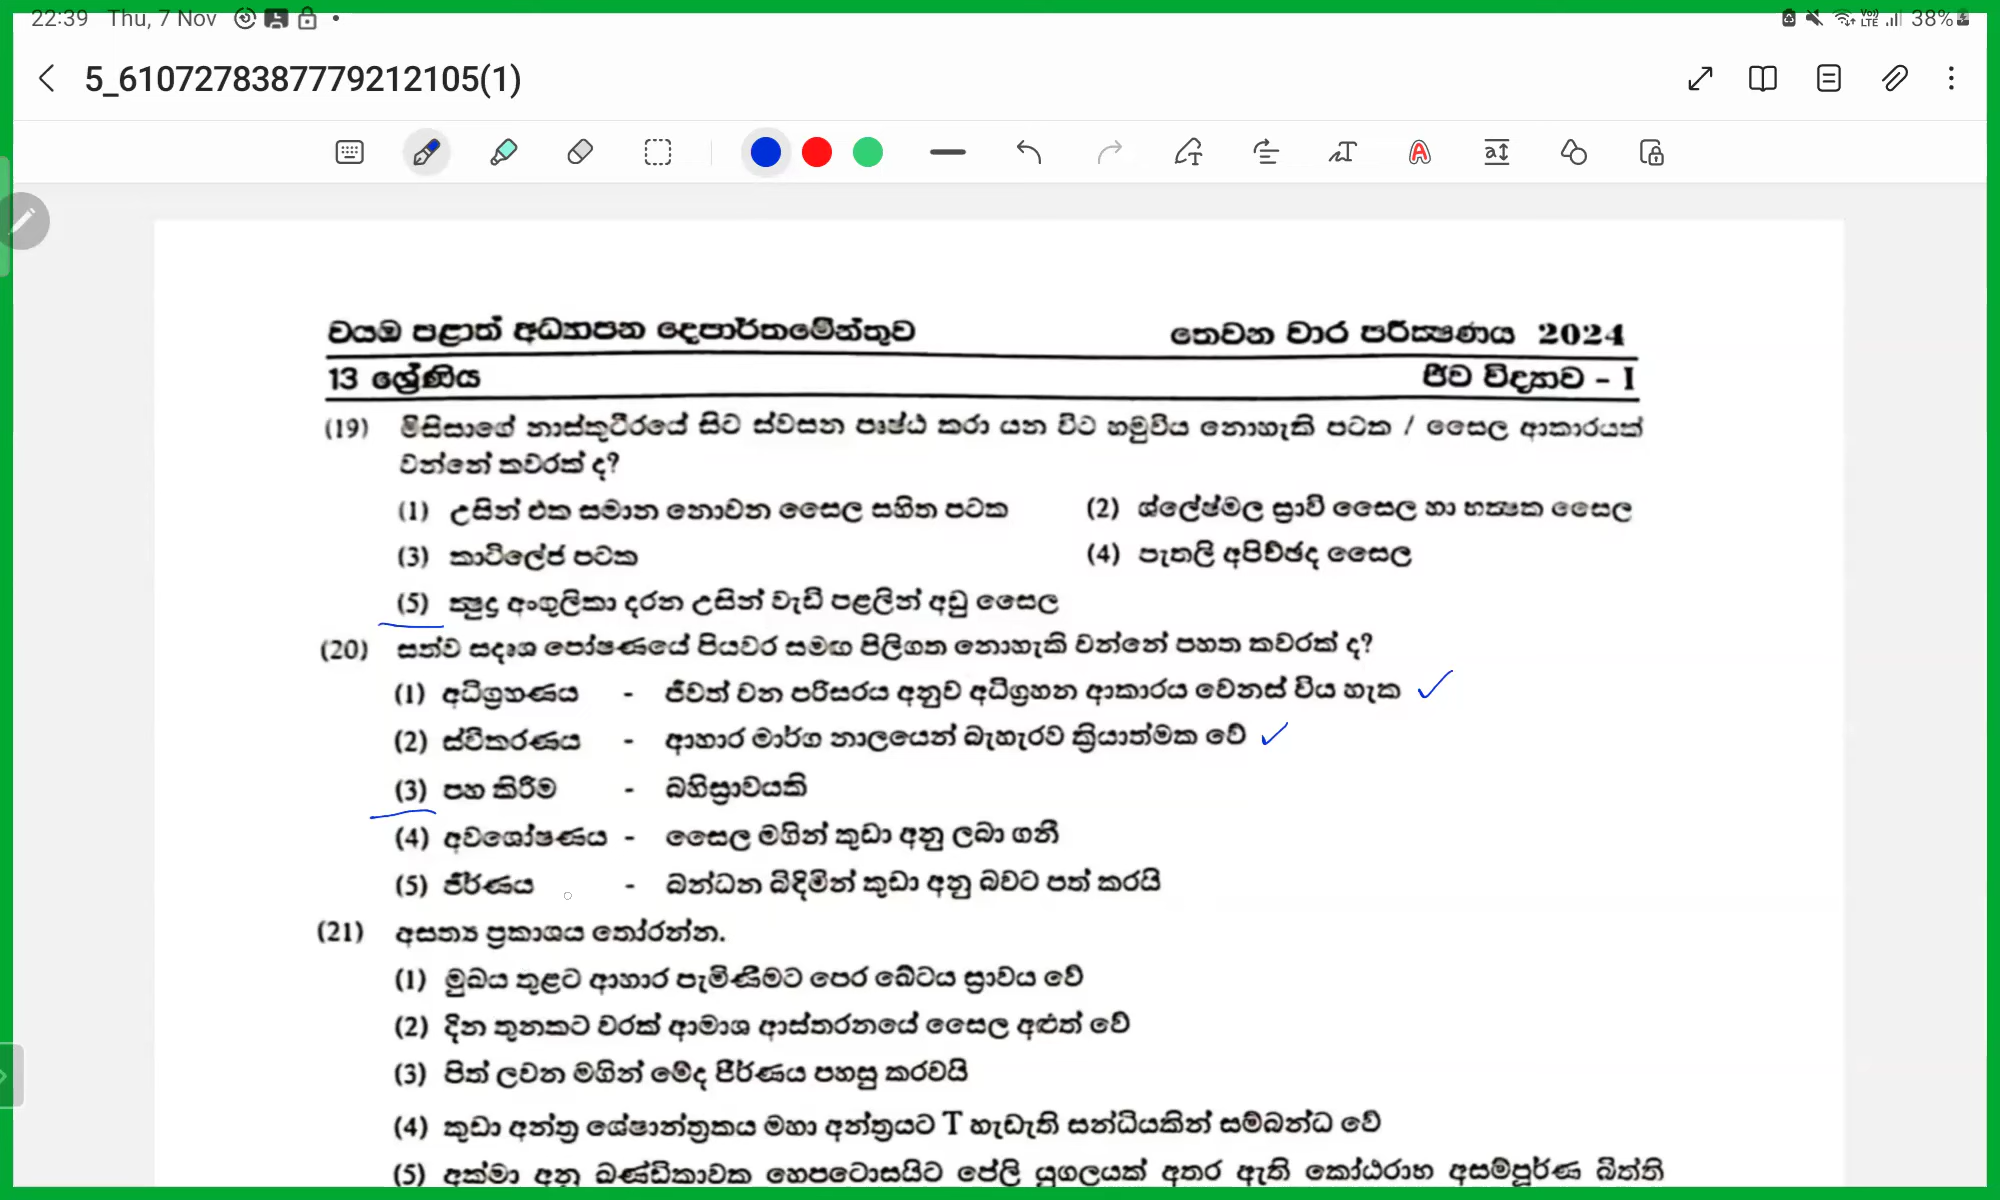 22:39 Thu, 7 Nov
38%
5_6107278387779212105(1)
වයඹ පළාත් අධ්‍යාපන දෙපාර්තමේන්තුව තෙවන වාර පරීක්ෂණය 2024
13 ශ්‍රේණිය ජීව විද්‍යාව - I
(19) මිසිසාගේ නාස්කුටීරයේ සිට ස්වසන පෘෂ්ඨ කරා යන විට හමුවිය නොහැකි පටක / සෛල ආකාරයක්
වන්නේ කවරක් ද?
(1) උසින් එක සමාන නොවන සෛල සහිත පටක (2) ශ්ලේෂ්මල ස්‍රාවී සෛල හා භක්ෂක සෛල
(3) කාටිලේජ පටක (4) පැතලි අපිච්ඡද සෛල
(5) ක්ෂුද්‍ර අංගුලිකා දරන උසින් වැඩි පළලින් අඩු සෛල
(20) සත්ව සදෘශ පෝෂණයේ පියවර සමඟ පිලිගත නොහැකි වන්නේ පහත කවරක් ද?
(1) අධිග්‍රහණය - ජීවත් වන පරිසරය අනුව අධිග්‍රහන ආකාරය වෙනස් විය හැක
(2) ස්වීකරණය - ආහාර මාර්ග නාලයෙන් බැහැරව ක්‍රියාත්මක වේ
(3) පහ කිරීම - බහිස්‍රාවයකි
(4) අවශෝෂණය - සෛල මගින් කුඩා අනු ලබා ගනී
(5) ජීර්ණය - බන්ධන බිදිමින් කුඩා අනු බවට පත් කරයි
(21) අසත්‍ය ප්‍රකාශය තෝරන්න.
(1) මුඛය තුළට ආහාර පැමිණීමට පෙර ඛේටය ස්‍රාවය වේ
(2) දින තුනකට වරක් ආමාශ ආස්තරනයේ සෛල අළුත් වේ
(3) පිත් ලවන මගින් මේද ජීර්ණය පහසු කරවයි
(4) කුඩා අන්ත්‍ර ශේෂාන්ත්‍රකය මහා අන්ත්‍රයට T හැඩැති සන්ධියකින් සම්බන්ධ වේ
(5) අක්මා අනු ඛණ්ඩිකාවක හෙපටොසයිට පේලි යුගලයක් අතර ඇති කෝඨරාභ අසම්පූර්ණ බිත්ති